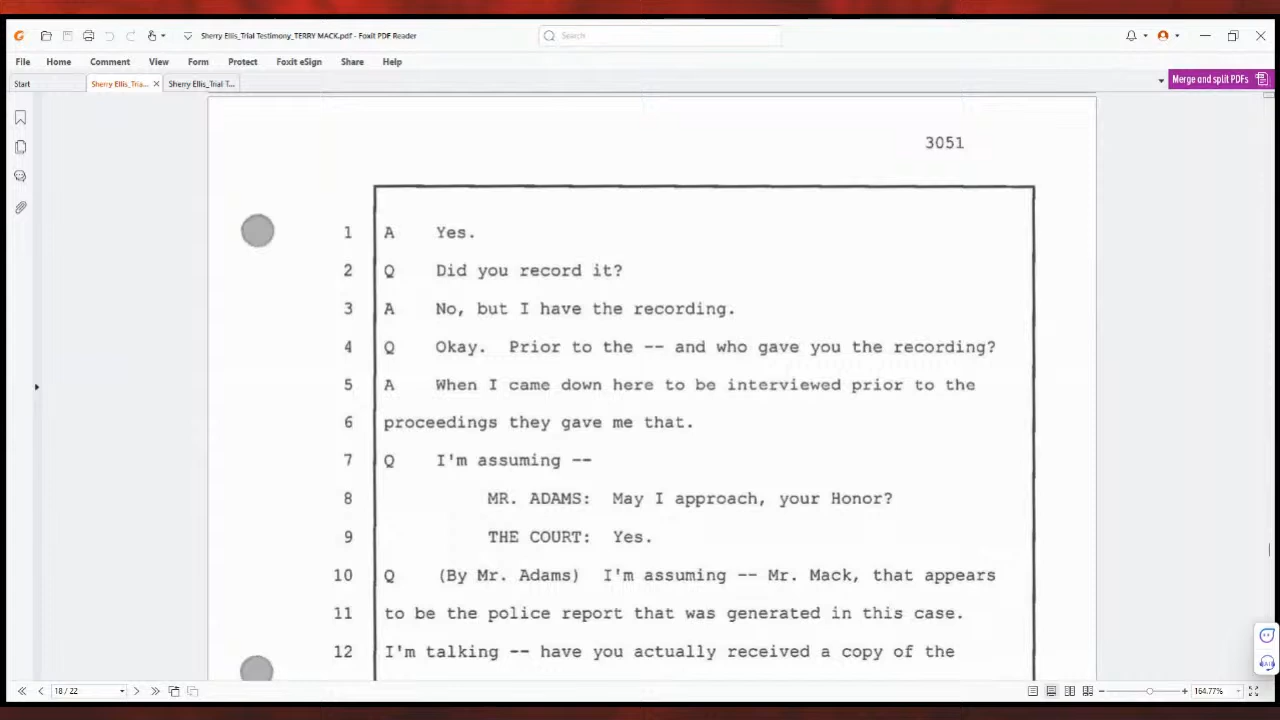 Sherry Ellis_Trial Testimony_TERRY MACK.pdf - Foxit PDF Reader
Search
File Home Comment View Form Protect Foxit eSign Share Help
Start Sherry Ellis_Tria... Sherry Ellis_Trial T... Merge and split PDFs
3051
1 A Yes.
2 Q Did you record it?
3 A No, but I have the recording.
4 Q Okay. Prior to the -- and who gave you the recording?
5 A When I came down here to be interviewed prior to the
6 proceedings they gave me that.
7 Q I'm assuming --
8 MR. ADAMS: May I approach, your Honor?
9 THE COURT: Yes.
10 Q (By Mr. Adams) I'm assuming -- Mr. Mack, that appears
11 to be the police report that was generated in this case.
12 I'm talking -- have you actually received a copy of the
18 / 22 164.77%